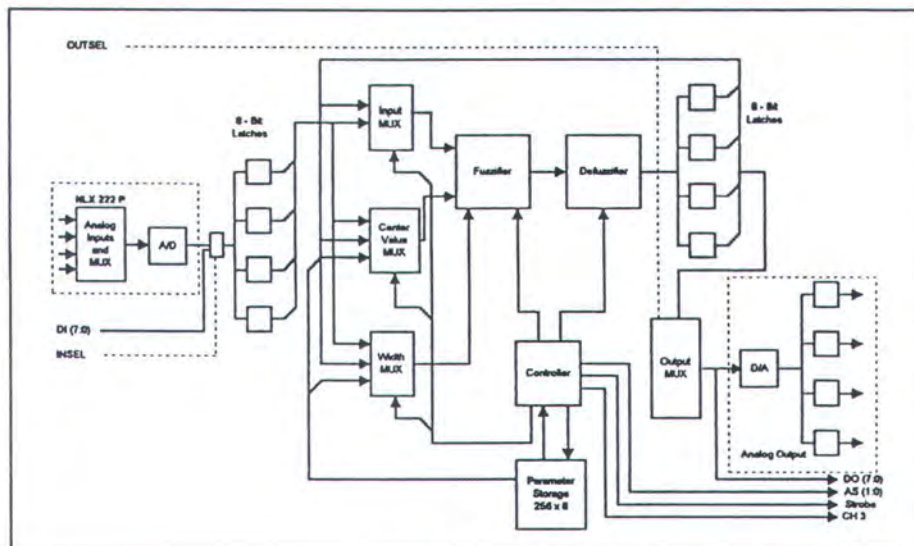 OUTSEL
8 - Bit
Latches
Input
MUX
Fuzzifier
Defuzzifier
8 - Bit
Latches
NLX 222 P
Analog
Inputs
and
MUX
A/D
Center
Value
MUX
DI (7:0)
INSEL
Width
MUX
Controller
Output
MUX
D/A
Analog Output
Parameter
Storage
256 x 8
DO (7:0)
AS (1:0)
Strobe
CH 3